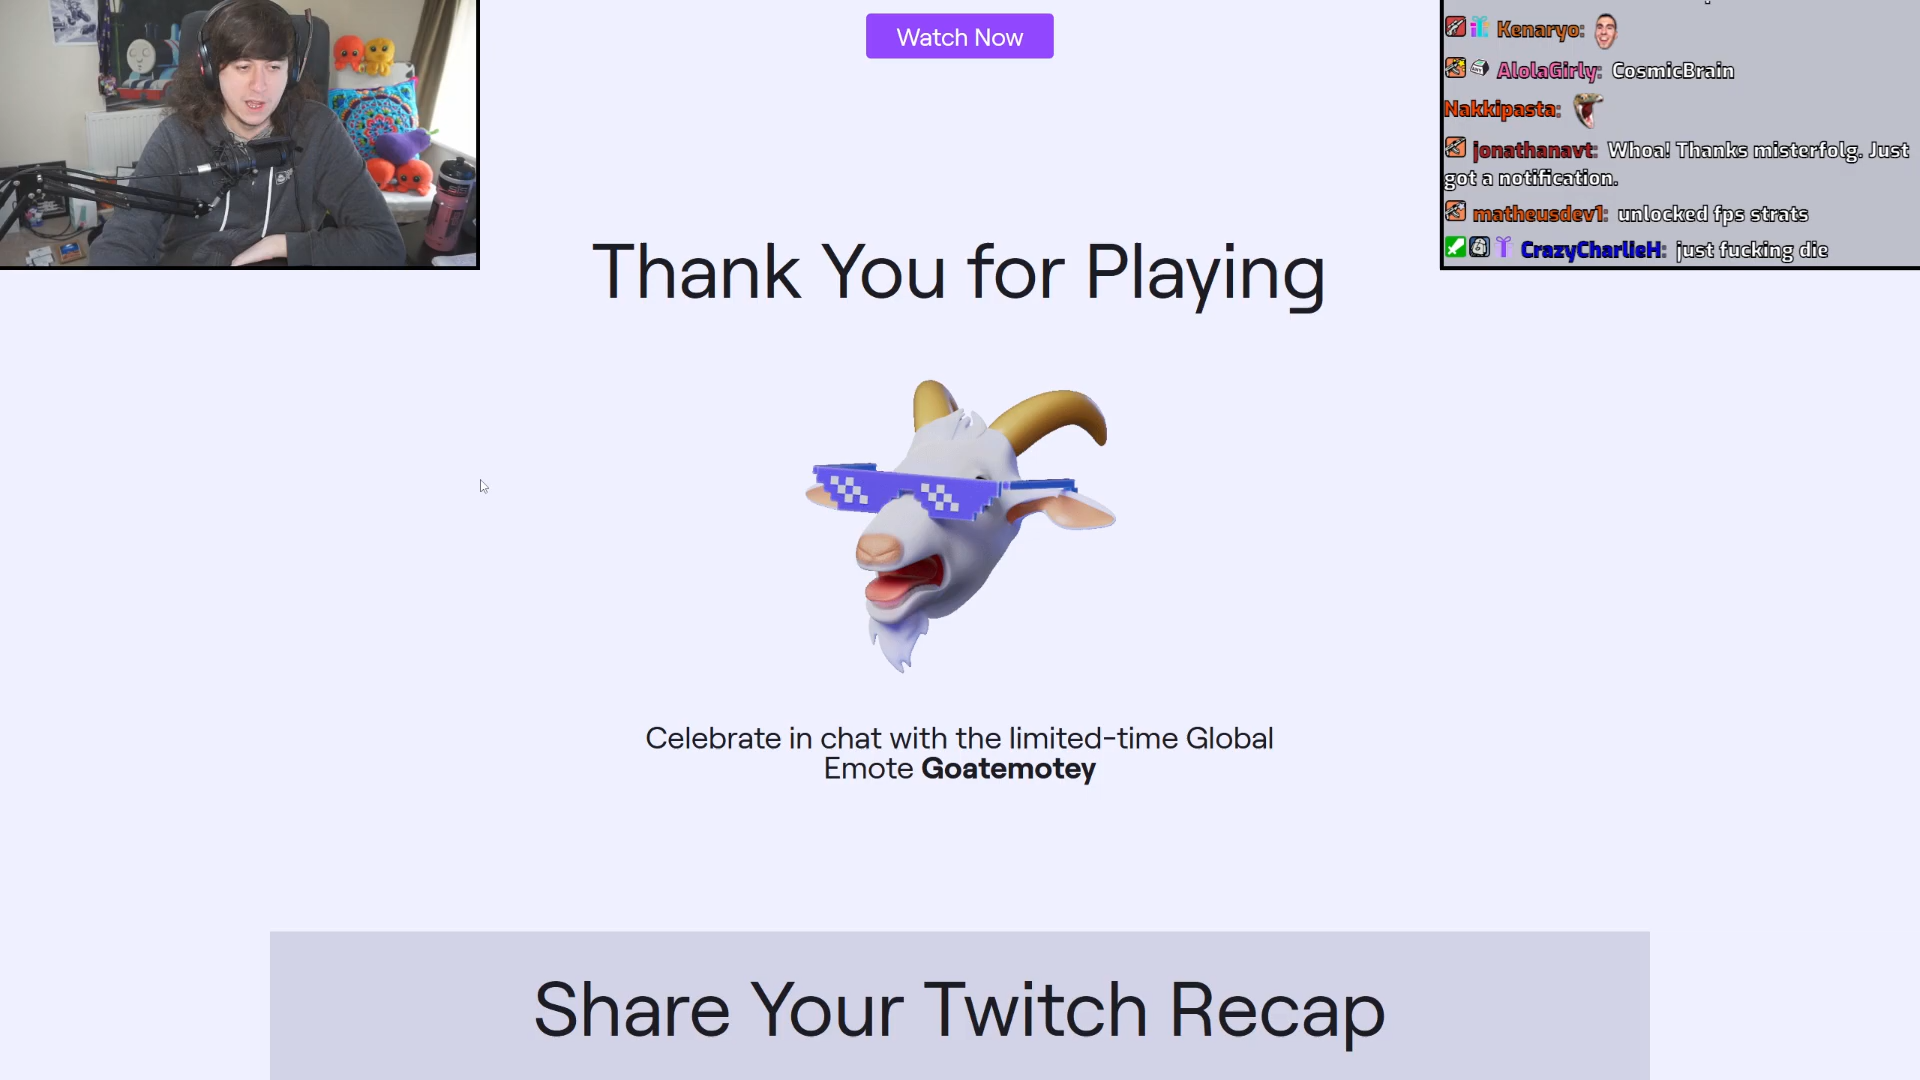 Watch Now
Kenaryo:
AlolaGirly: CosmicBrain
Nakkipasta:
jonathanavt: Whoa! Thanks misterfolg. Just
got a notification.
matheusdev1: unlocked fps strats
CrazyCharlieH: just fucking die
Thank You for Playing
Celebrate in chat with the limited-time Global
Emote Goatemotey
Share Your Twitch Recap